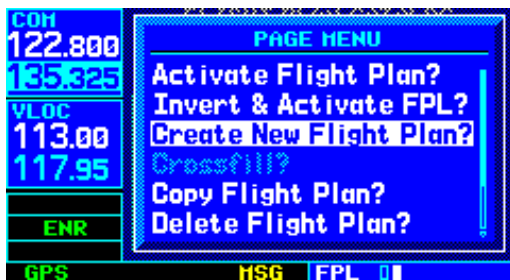 COM
122.800
135.325
VLOC
113.00
117.95
ENR
PAGE MENU
Activate Flight Plan?
Invert & Activate FPL?
Create New Flight Plan?
Crossfill?
Copy Flight Plan?
Delete Flight Plan?
GPS
MSG
FPL